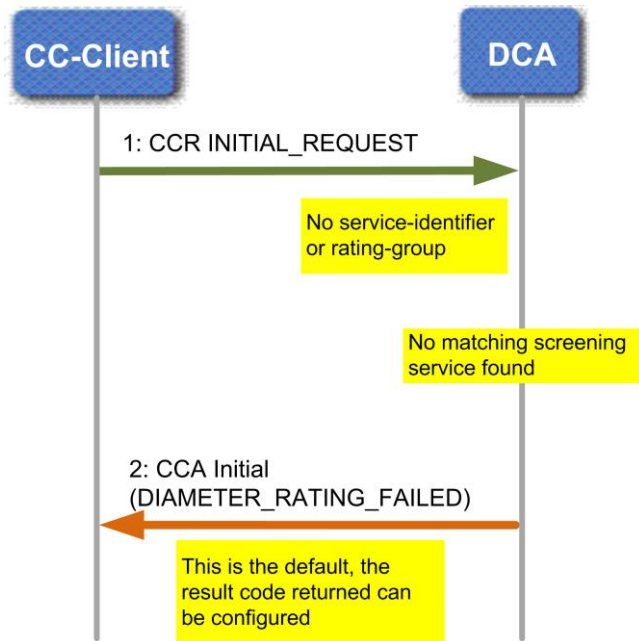 CC-Client
DCA
1: CCR INITIAL_REQUEST
No service-identifier
or rating-group
No matching screening
service found
2: CCA Initial
(DIAMETER_RATING_FAILED)
This is the default, the
result code returned can
be configured